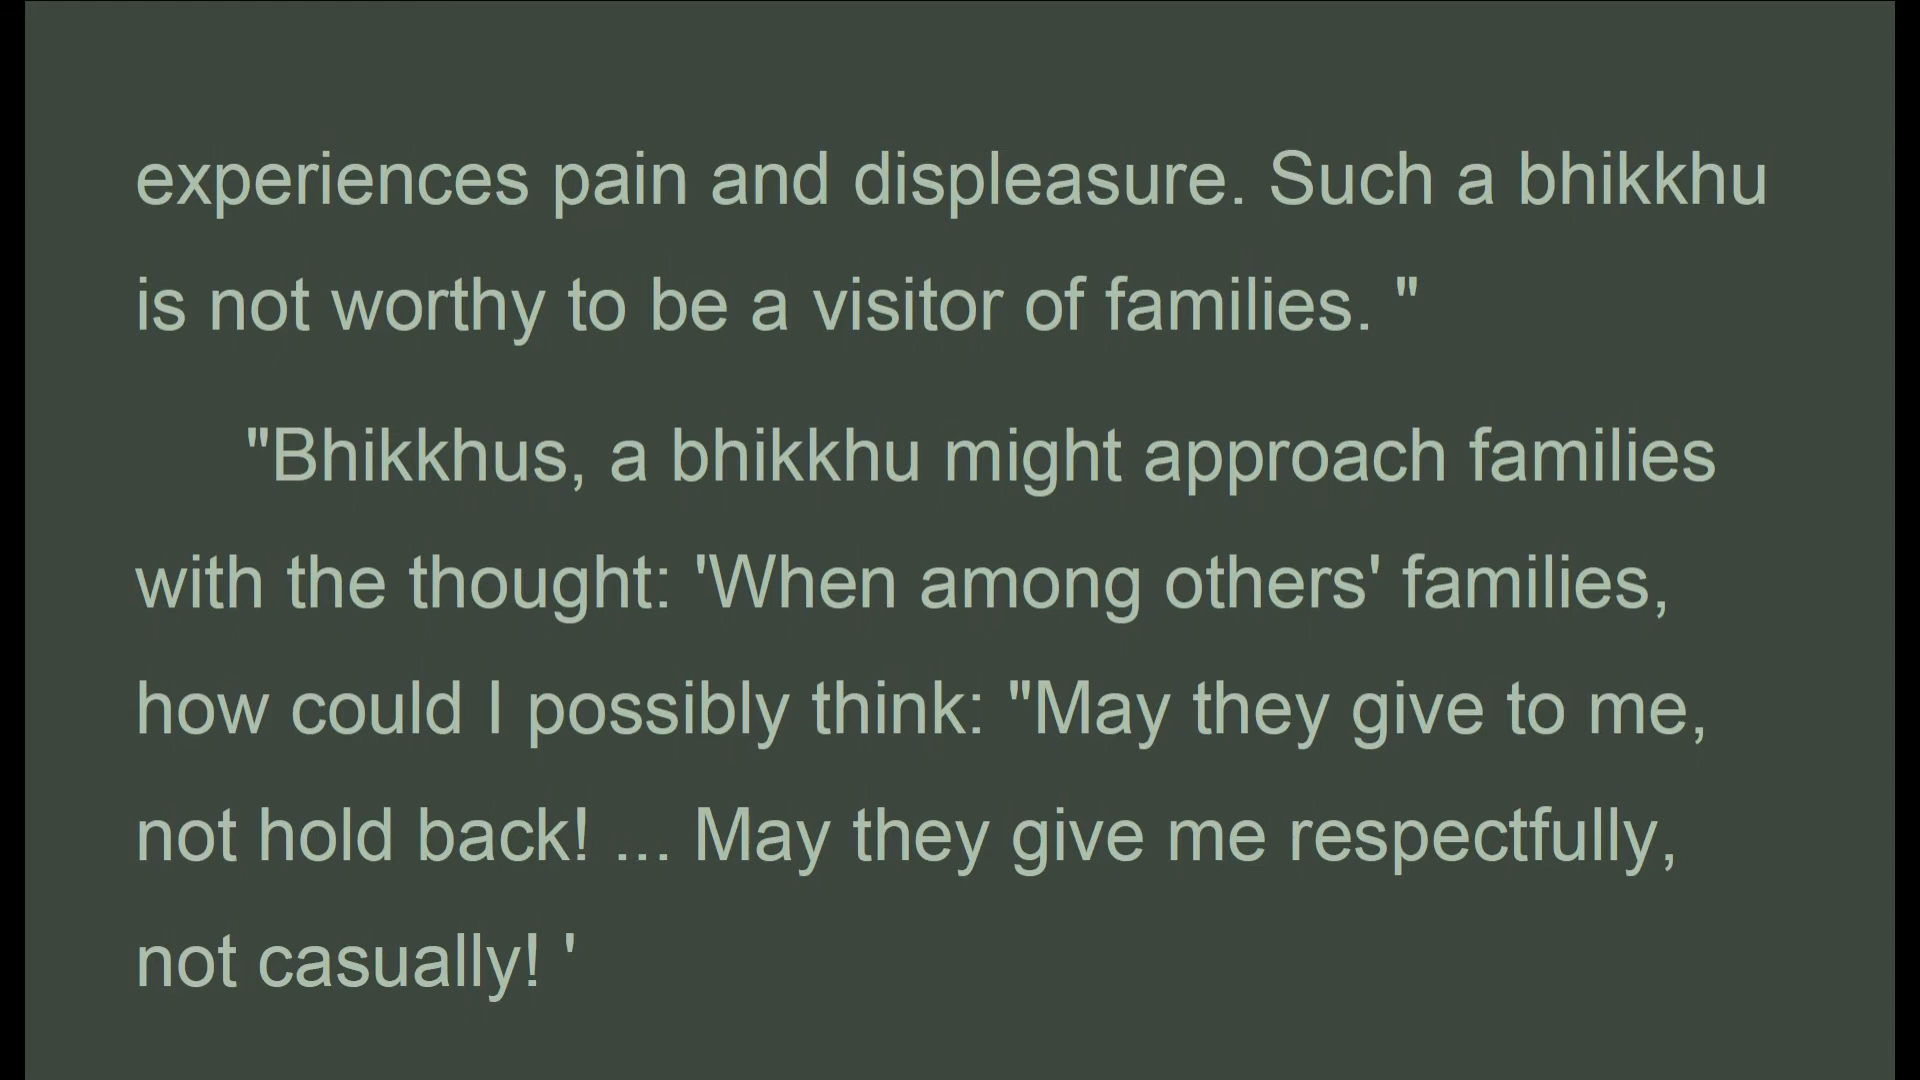 experiences pain and displeasure. Such a bhikkhu
is not worthy to be a visitor of families. "
"Bhikkhus, a bhikkhu might approach families
with the thought: 'When among others' families,
how could I possibly think: "May they give to me,
not hold back! ... May they give me respectfully,
not casually! '